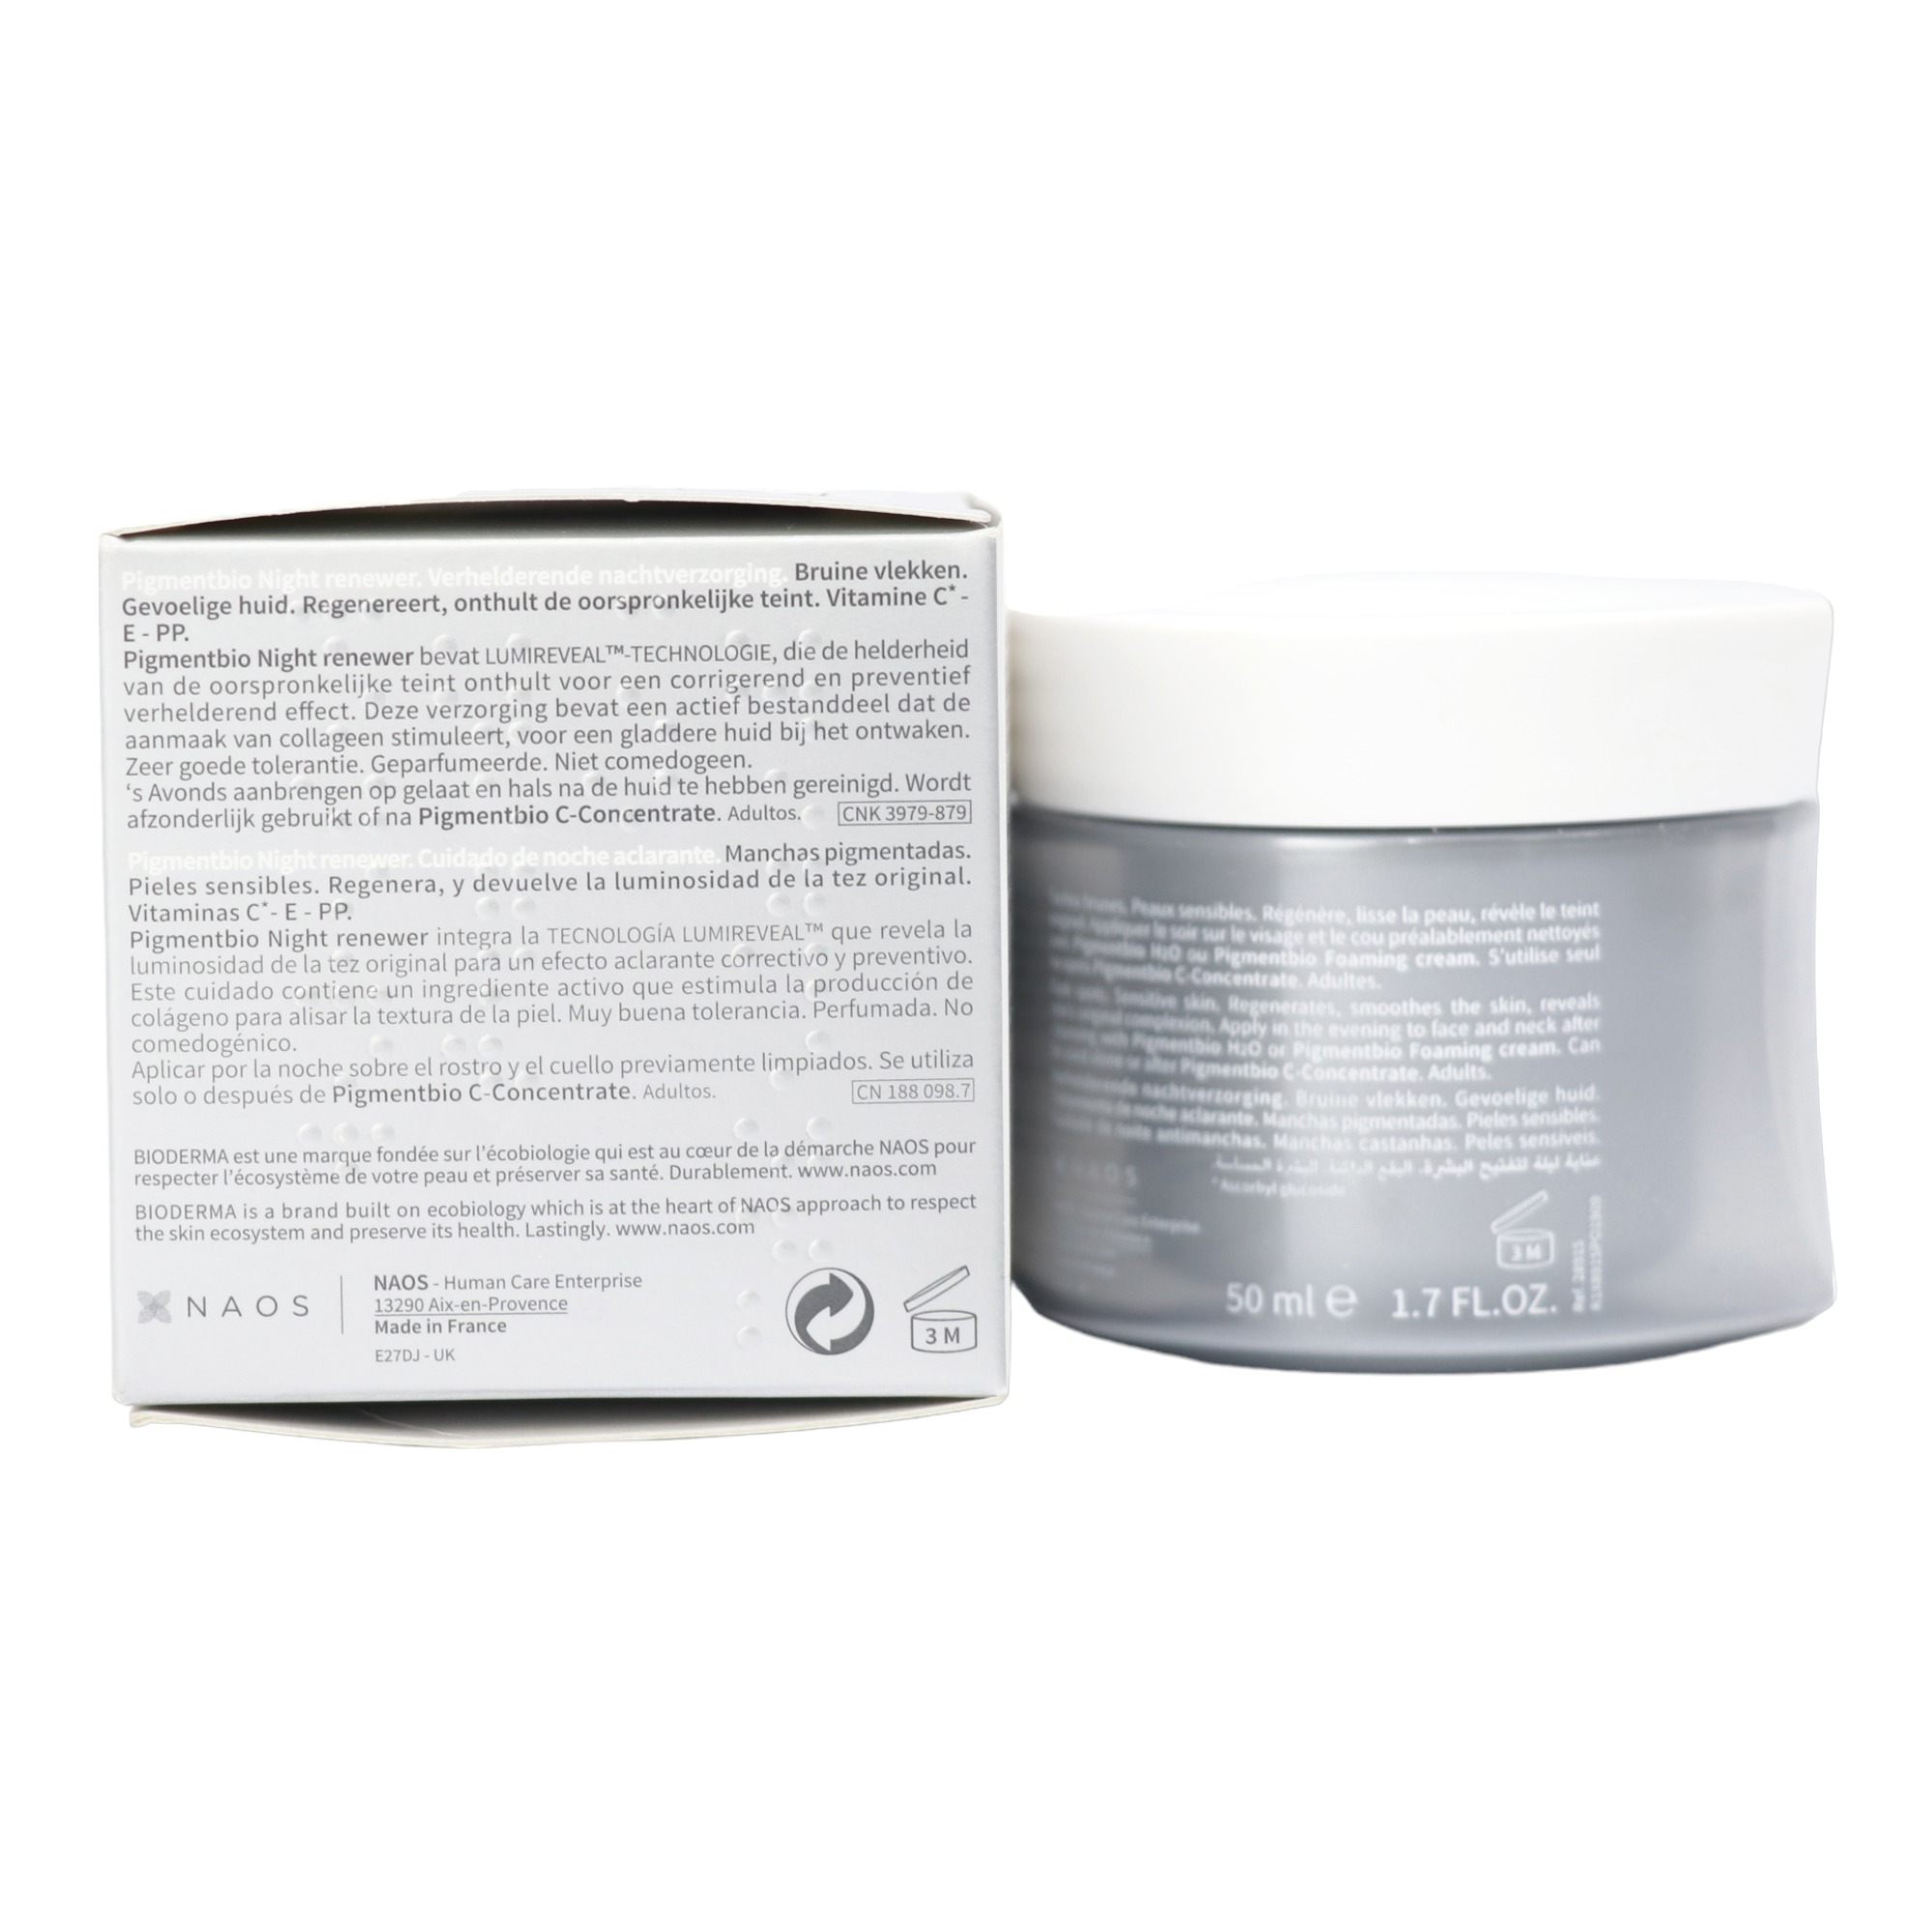 Pigmentbio Night renewer. Verhelderende nachtverzorging. Bruine vlekken.
Gevoelige huid. Regenereert, onthult de oorspronkelijke teint. Vitamine C* -
E - PP.
Pigmentbio Night renewer bevat LUMIREVEAL™-TECHNOLOGIE, die de helderheid
van de oorspronkelijke teint onthult voor een corrigerend en preventief
verhelderend effect. Deze verzorging bevat een actief bestanddeel dat de
aanmaak van collageen stimuleert, voor een gladdere huid bij het ontwaken.
Zeer goede tolerantie. Geparfumeerde. Niet comedogeen.
‘s Avonds aanbrengen op gelaat en hals na de huid te hebben gereinigd. Wordt
afzonderlijk gebruikt of na Pigmentbio C-Concentrate. Adultos. CNK 3979-879
Pigmentbio Night renewer. Cuidado de noche aclarante. Manchas pigmentadas.
Pieles sensibles. Regenera, y devuelve la luminosidad de la tez original.
Vitaminas C*- E - PP.
Pigmentbio Night renewer integra la TECNOLOGÍA LUMIREVEAL™ que revela la
luminosidad de la tez original para un efecto aclarante correctivo y preventivo.
Este cuidado contiene un ingrediente activo que estimula la producción de
colágeno para alisar la textura de la piel. Muy buena tolerancia. Perfumada. No
comedogénico.
Aplicar por la noche sobre el rostro y el cuello previamente limpiados. Se utiliza
solo o después de Pigmentbio C-Concentrate. Adultos. CN 188 098.7
BIODERMA est une marque fondée sur l’écobiologie qui est au cœur de la démarche NAOS pour
respecter l’écosystème de votre peau et préserver sa santé. Durablement. www.naos.com
BIODERMA is a brand built on ecobiology which is at the heart of NAOS approach to respect
the skin ecosystem and preserve its health. Lastingly. www.naos.com
NAOS
NAOS - Human Care Enterprise
13290 Aix-en-Provence
Made in France
E27DJ - UK
3 M
Peaux sensibles. Régénère, lisse la peau, révèle le teint
Appliquer le soir sur le visage et le cou préalablement nettoyés
Pigmentbio H2O ou Pigmentbio Foaming cream. S'utilise seul
Pigmentbio C-Concentrate. Adultes.
Sensitive skin. Regenerates, smoothes the skin, reveals
original complexion. Apply in the evening to face and neck after
with Pigmentbio H2O or Pigmentbio Foaming cream. Can
or after Pigmentbio C-Concentrate. Adults.
nachtverzorging. Bruine vlekken. Gevoelige huid.
de noche aclarante. Manchas pigmentadas. Pieles sensibles.
de noite antimanchas. Manchas castanhas. Peles sensíveis.
عناية ليلة لتفتيح البشرة. البقع الداكنة. البشرة الحساسة.
* Ascorbyl glucoside
NAOS
Enterprise
3 M
50 ml e 1.7 FL.OZ.